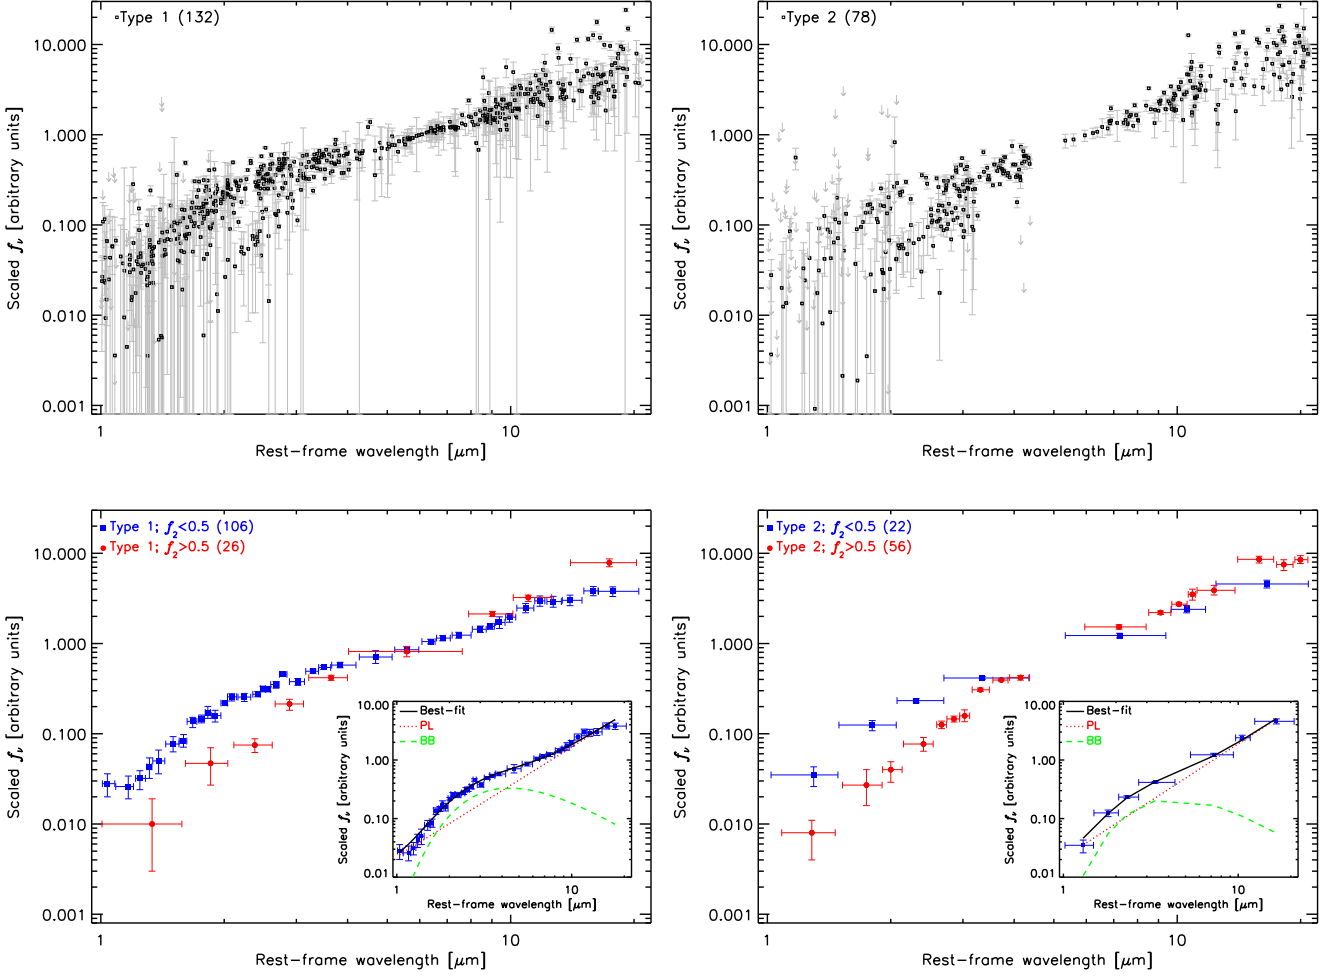 Type 1 (132)
10.000
1.000
0.100
0.010
0.001
Scaled fν [arbitrary units]
1
10
Rest-frame wavelength [μm]
Type 2 (78)
10.000
1.000
0.100
0.010
0.001
Scaled fν [arbitrary units]
1
10
Rest-frame wavelength [μm]
Type 1; f2<0.5 (106)
Type 1; f2>0.5 (26)
10.000
1.000
0.100
0.010
0.001
Scaled fν [arbitrary units]
1
10
Rest-frame wavelength [μm]
Best-fit
PL
BB
10.00
1.00
0.10
0.01
Scaled fν [arbitrary units]
1
10
Rest-frame wavelength [μm]
Type 2; f2<0.5 (22)
Type 2; f2>0.5 (56)
10.000
1.000
0.100
0.010
0.001
Scaled fν [arbitrary units]
1
10
Rest-frame wavelength [μm]
Best-fit
PL
BB
10.00
1.00
0.10
0.01
Scaled fν [arbitrary units]
1
10
Rest-frame wavelength [μm]